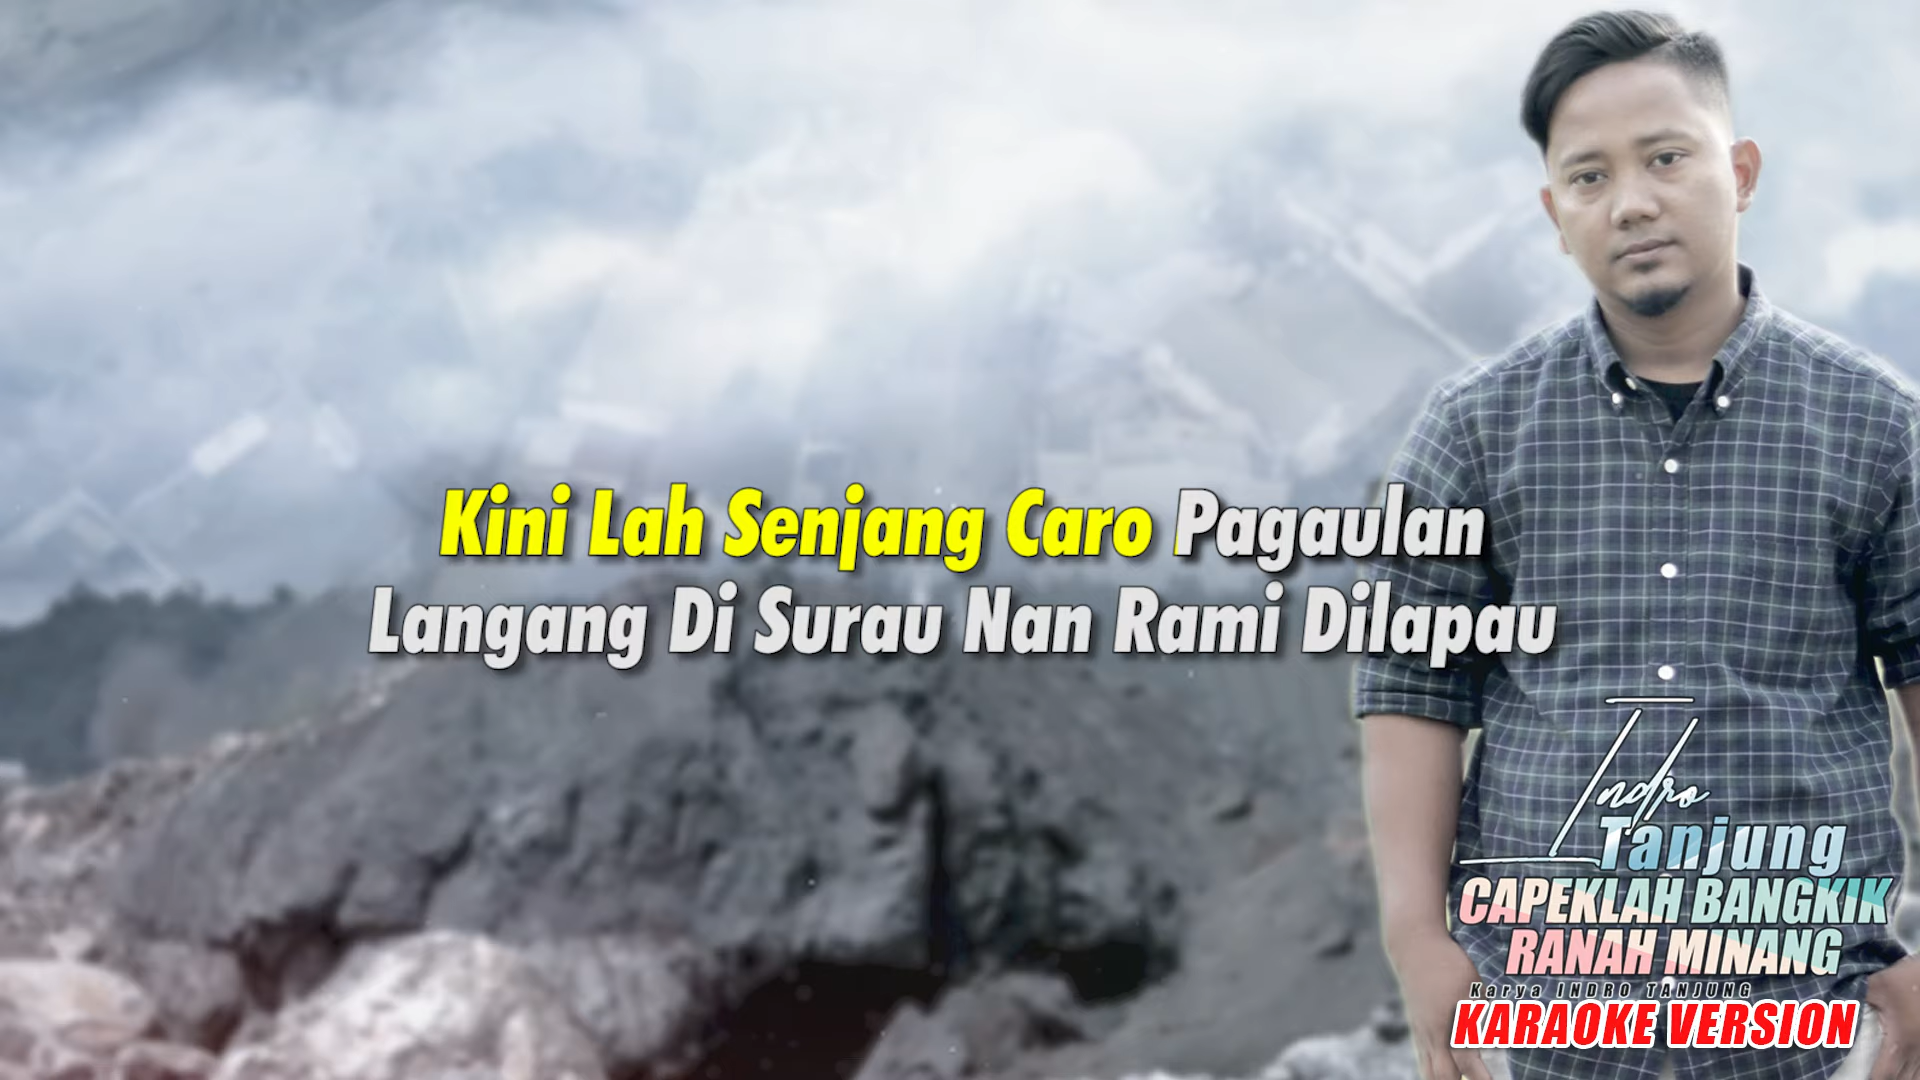 Kini Lah Senjang Caro Pagaulan
Langang Di Surau Nan Rami Dilapau
Indro
Tanjung
CAPEKLAH BANGKIK
RANAH MINANG
Karya INDRO TANJUNG
KARAOKE VERSION